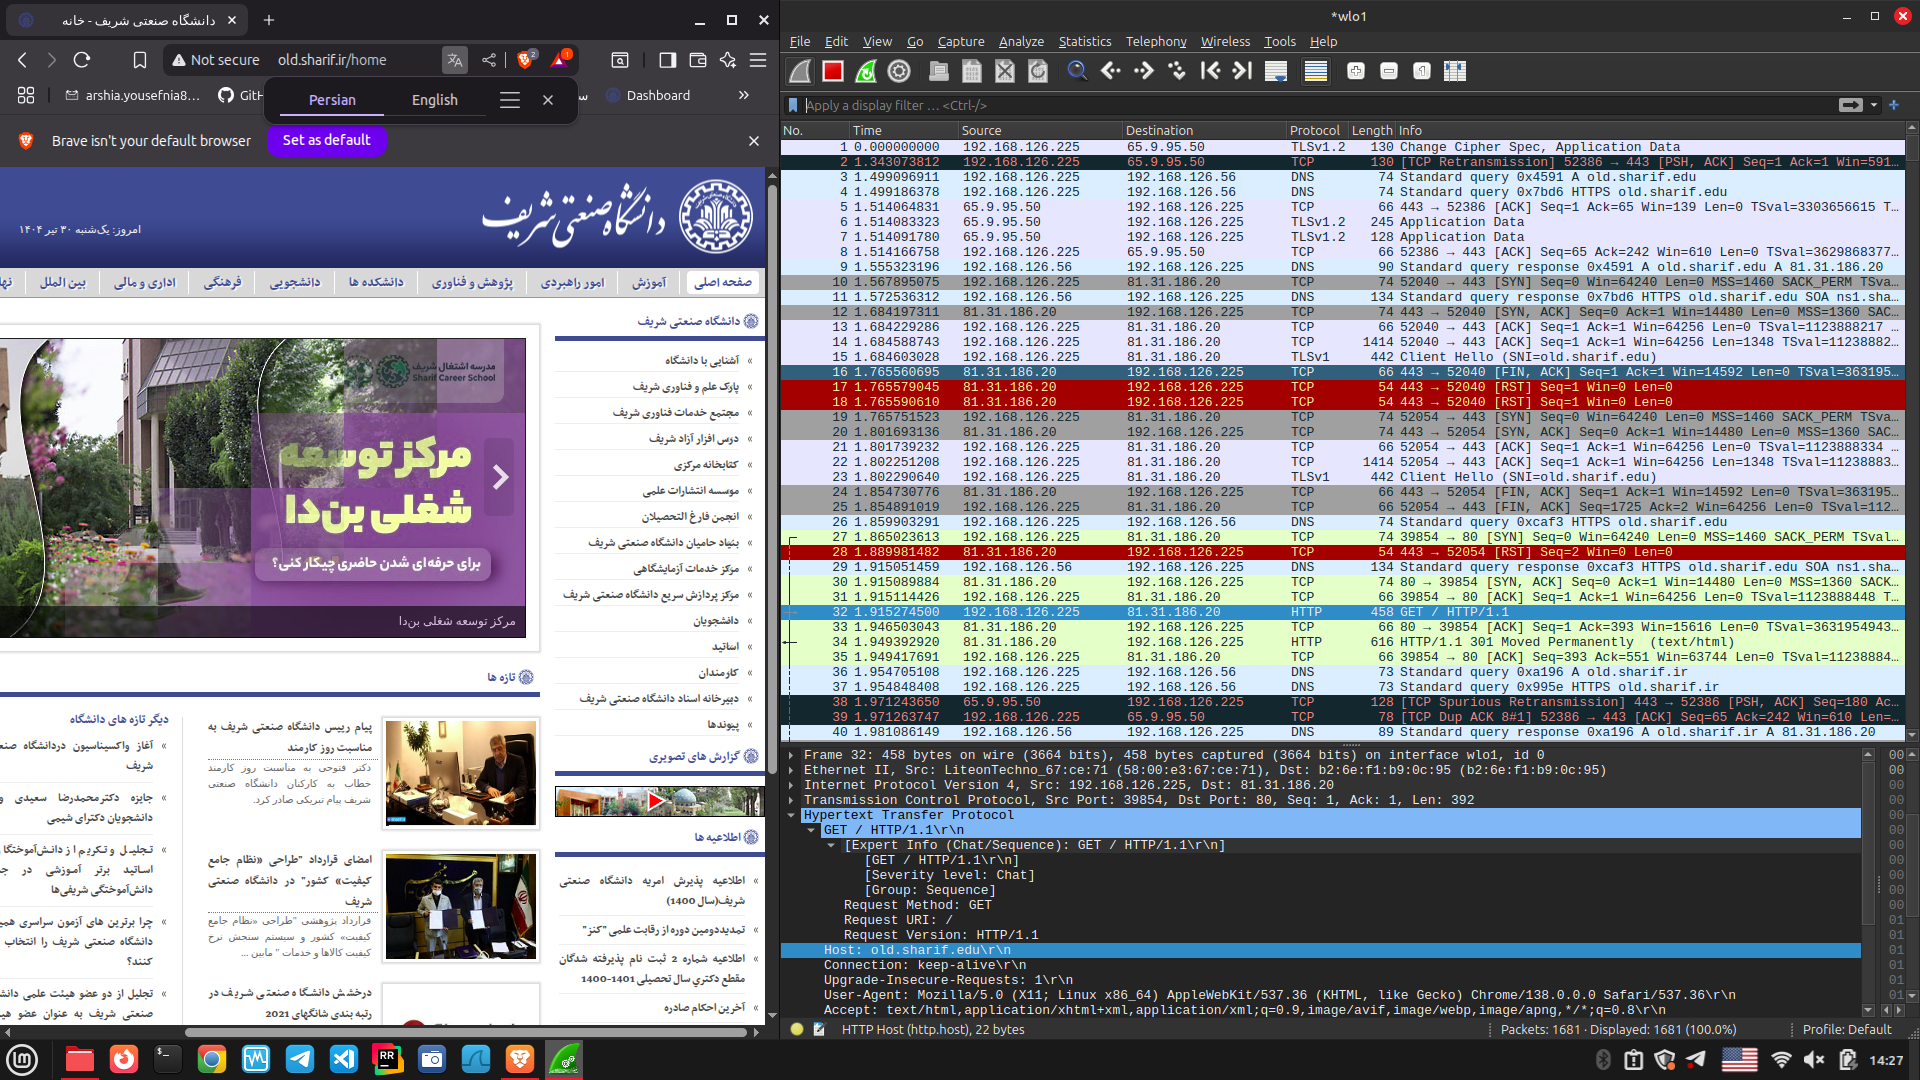 دانشگاه صنعتی شریف - خانه
Not secure
old.sharif.ir/home
2
1
arshia.yousefnia8...
GitH
Dashboard
Persian
English
Brave isn't your default browser
Set as default
دانشگاه صنعتی شریف
امروز: یک‌شنبه ۳۰ تیر ۱۴۰۴
صفحه اصلی
آموزش
امور راهبردی
پژوهش و فناوری
دانشکده ها
دانشجویی
فرهنگی
اداری و مالی
بین الملل
نها
دانشگاه صنعتی شریف
آشنایی با دانشگاه
پارک علم و فناوری شریف
مجتمع خدمات فناوری شریف
درس افزار آزاد شریف
کتابخانه مرکزی
موسسه انتشارات علمی
انجمن فارغ التحصیلان
بنیاد حامیان دانشگاه صنعتی شریف
مرکز خدمات آزمایشگاهی
مرکز پردازش سریع دانشگاه صنعتی شریف
دانشجویان
اساتید
کارمندان
دبیرخانه اسناد دانشگاه صنعتی شریف
پیوندها
گزارش های تصویری
اطلاعیه ها
اطلاعیه پذیرش امریه دانشگاه صنعتی شریف(سال 1400)
تمدیددومین دوره از رقابت علمی "کنز"
اطلاعیه شماره 2 ثبت نام پذیرفته شدگان مقطع دکتري سال تحصیلی 1401-1400
آخرین احکام صادره
مدرسه اشتغال شریف
Sharif Career School
مرکز توسعه
شغلی بن‌دا
برای حرفه‌ای شدن حاضری چیکار کنی؟
مرکز توسعه شغلی بن‌دا
تازه ها
پیام رییس دانشگاه صنعتی شریف به مناسبت روز کارمند
دکتر فتوحی به مناسبت روز کارمند خطاب به کارکنان دانشگاه صنعتی شریف پیام تبریکی صادر کرد.
امضای قرارداد "طراحی «نظام جامع کیفیت» کشور" در دانشگاه صنعتی شریف
قرارداد پژوهشی "طراحی «نظام جامع کیفیت» کشور و سیستم سنجش نرخ کیفیت کالاها و خدمات " مابین ...
درخشش دانشگاه صنعتی شریف در رتبه بندی شانگهای 2021
دیگر تازه های دانشگاه
آغاز واکسیناسیون دردانشگاه صنع
شریف
جایزه دکترمحمدرضا سعیدی و
دانشجویان دکترای شیمی
تجلیل و تکریم از دانش‌آموختگا
اساتید برتر آموزشی در جـ
دانش‌آموختگی شریفی‌ها
چرا برترین های آزمون سراسری همی
دانشگاه صنعتی شریف را انتخاب
کنند؟
تجلیل از دو عضو هیئت علمی دانش
صنعتی شریف به عنوان عضو هی
*wlo1
File Edit View Go Capture Analyze Statistics Telephony Wireless Tools Help
Apply a display filter … <Ctrl-/>
No. Time Source Destination Protocol Length Info
1 0.000000000 192.168.126.225 65.9.95.50 TLSv1.2 130 Change Cipher Spec, Application Data
2 1.343073812 192.168.126.225 65.9.95.50 TCP 130 [TCP Retransmission] 52386 → 443 [PSH, ACK] Seq=1 Ack=1 Win=591…
3 1.499096911 192.168.126.225 192.168.126.56 DNS 74 Standard query 0x4591 A old.sharif.edu
4 1.499186378 192.168.126.225 192.168.126.56 DNS 74 Standard query 0x7bd6 HTTPS old.sharif.edu
5 1.514064831 65.9.95.50 192.168.126.225 TCP 66 443 → 52386 [ACK] Seq=1 Ack=65 Win=139 Len=0 TSval=3303656615 T…
6 1.514083323 65.9.95.50 192.168.126.225 TLSv1.2 245 Application Data
7 1.514091780 65.9.95.50 192.168.126.225 TLSv1.2 128 Application Data
8 1.514166758 192.168.126.225 65.9.95.50 TCP 66 52386 → 443 [ACK] Seq=65 Ack=242 Win=610 Len=0 TSval=3629868377…
9 1.555323196 192.168.126.56 192.168.126.225 DNS 90 Standard query response 0x4591 A old.sharif.edu A 81.31.186.20
10 1.567895075 192.168.126.225 81.31.186.20 TCP 74 52040 → 443 [SYN] Seq=0 Win=64240 Len=0 MSS=1460 SACK_PERM TSva…
11 1.572536312 192.168.126.56 192.168.126.225 DNS 134 Standard query response 0x7bd6 HTTPS old.sharif.edu SOA ns1.sha…
12 1.684197311 81.31.186.20 192.168.126.225 TCP 74 443 → 52040 [SYN, ACK] Seq=0 Ack=1 Win=14480 Len=0 MSS=1360 SAC…
13 1.684229286 192.168.126.225 81.31.186.20 TCP 66 52040 → 443 [ACK] Seq=1 Ack=1 Win=64256 Len=0 TSval=1123888217 …
14 1.684588743 192.168.126.225 81.31.186.20 TCP 1414 52040 → 443 [ACK] Seq=1 Ack=1 Win=64256 Len=1348 TSval=11238882…
15 1.684603028 192.168.126.225 81.31.186.20 TLSv1 442 Client Hello (SNI=old.sharif.edu)
16 1.765560695 81.31.186.20 192.168.126.225 TCP 66 443 → 52040 [FIN, ACK] Seq=1 Ack=1 Win=14592 Len=0 TSval=363195…
17 1.765579045 81.31.186.20 192.168.126.225 TCP 54 443 → 52040 [RST] Seq=1 Win=0 Len=0
18 1.765590610 81.31.186.20 192.168.126.225 TCP 54 443 → 52040 [RST] Seq=1 Win=0 Len=0
19 1.765751523 192.168.126.225 81.31.186.20 TCP 74 52054 → 443 [SYN] Seq=0 Win=64240 Len=0 MSS=1460 SACK_PERM TSva…
20 1.801693136 81.31.186.20 192.168.126.225 TCP 74 443 → 52054 [SYN, ACK] Seq=0 Ack=1 Win=14480 Len=0 MSS=1360 SAC…
21 1.801739232 192.168.126.225 81.31.186.20 TCP 66 52054 → 443 [ACK] Seq=1 Ack=1 Win=64256 Len=0 TSval=1123888334 …
22 1.802251208 192.168.126.225 81.31.186.20 TCP 1414 52054 → 443 [ACK] Seq=1 Ack=1 Win=64256 Len=1348 TSval=11238883…
23 1.802290640 192.168.126.225 81.31.186.20 TLSv1 442 Client Hello (SNI=old.sharif.edu)
24 1.854730776 81.31.186.20 192.168.126.225 TCP 66 443 → 52054 [FIN, ACK] Seq=1 Ack=1 Win=14592 Len=0 TSval=363195…
25 1.854891019 192.168.126.225 81.31.186.20 TCP 66 52054 → 443 [FIN, ACK] Seq=1725 Ack=2 Win=64256 Len=0 TSval=112…
26 1.859903291 192.168.126.225 192.168.126.56 DNS 74 Standard query 0xcaf3 HTTPS old.sharif.edu
27 1.865023613 192.168.126.225 81.31.186.20 TCP 74 39854 → 80 [SYN] Seq=0 Win=64240 Len=0 MSS=1460 SACK_PERM TSval…
28 1.889981482 81.31.186.20 192.168.126.225 TCP 54 443 → 52054 [RST] Seq=2 Win=0 Len=0
29 1.915051459 192.168.126.56 192.168.126.225 DNS 134 Standard query response 0xcaf3 HTTPS old.sharif.edu SOA ns1.sha…
30 1.915089884 81.31.186.20 192.168.126.225 TCP 74 80 → 39854 [SYN, ACK] Seq=0 Ack=1 Win=14480 Len=0 MSS=1360 SACK…
31 1.915114426 192.168.126.225 81.31.186.20 TCP 66 39854 → 80 [ACK] Seq=1 Ack=1 Win=64256 Len=0 TSval=1123888448 T…
32 1.915274500 192.168.126.225 81.31.186.20 HTTP 458 GET / HTTP/1.1
33 1.946503043 81.31.186.20 192.168.126.225 TCP 66 80 → 39854 [ACK] Seq=1 Ack=393 Win=15616 Len=0 TSval=3631954943…
34 1.949392920 81.31.186.20 192.168.126.225 HTTP 616 HTTP/1.1 301 Moved Permanently (text/html)
35 1.949417691 192.168.126.225 81.31.186.20 TCP 66 39854 → 80 [ACK] Seq=393 Ack=551 Win=63744 Len=0 TSval=11238884…
36 1.954705108 192.168.126.225 192.168.126.56 DNS 73 Standard query 0xa196 A old.sharif.ir
37 1.954848408 192.168.126.225 192.168.126.56 DNS 73 Standard query 0x995e HTTPS old.sharif.ir
38 1.971243650 65.9.95.50 192.168.126.225 TCP 128 [TCP Spurious Retransmission] 443 → 52386 [PSH, ACK] Seq=180 Ac…
39 1.971263747 192.168.126.225 65.9.95.50 TCP 78 [TCP Dup ACK 8#1] 52386 → 443 [ACK] Seq=65 Ack=242 Win=610 Len=…
40 1.981086149 192.168.126.56 192.168.126.225 DNS 89 Standard query response 0xa196 A old.sharif.ir A 81.31.186.20
Frame 32: 458 bytes on wire (3664 bits), 458 bytes captured (3664 bits) on interface wlo1, id 0
Ethernet II, Src: LiteonTechno_67:ce:71 (58:00:e3:67:ce:71), Dst: b2:6e:f1:b9:0c:95 (b2:6e:f1:b9:0c:95)
Internet Protocol Version 4, Src: 192.168.126.225, Dst: 81.31.186.20
Transmission Control Protocol, Src Port: 39854, Dst Port: 80, Seq: 1, Ack: 1, Len: 392
Hypertext Transfer Protocol
GET / HTTP/1.1\r\n
[Expert Info (Chat/Sequence): GET / HTTP/1.1\r\n]
[GET / HTTP/1.1\r\n]
[Severity level: Chat]
[Group: Sequence]
Request Method: GET
Request URI: /
Request Version: HTTP/1.1
Host: old.sharif.edu\r\n
Connection: keep-alive\r\n
Upgrade-Insecure-Requests: 1\r\n
User-Agent: Mozilla/5.0 (X11; Linux x86_64) AppleWebKit/537.36 (KHTML, like Gecko) Chrome/138.0.0.0 Safari/537.36\r\n
Accept: text/html,application/xhtml+xml,application/xml;q=0.9,image/avif,image/webp,image/apng,*/*;q=0.8\r\n
HTTP Host (http.host), 22 bytes
Packets: 1681 · Displayed: 1681 (100.0%)
Profile: Default
14:27